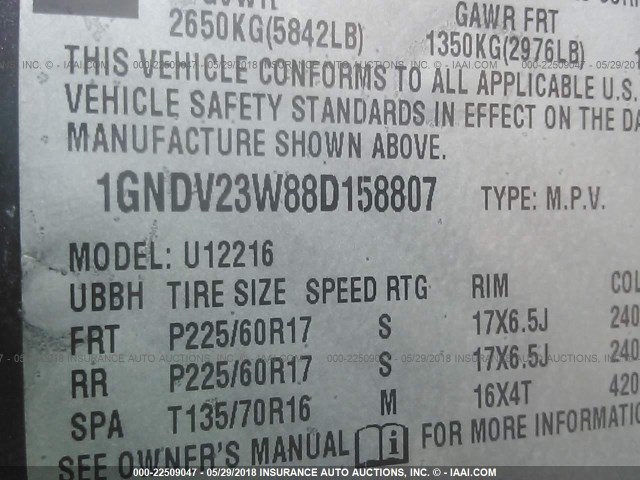 GVWR
GAWR FRT
2650KG(5842LB)
1350KG(2976LB)
THIS VEHICLE CONFORMS TO ALL APPLICABLE U.S.
VEHICLE SAFETY STANDARDS IN EFFECT ON THE DA
MANUFACTURE SHOWN ABOVE.
1GNDV23W88D158807 TYPE: M.P.V.
MODEL: U12216
UBBH TIRE SIZE SPEED RTG RIM COL
FRT P225/60R17 S 17X6.5J 240
RR P225/60R17 S 17X6.5J 240
SPA T135/70R16 M 16X4T 420
SEE OWNER'S MANUAL i FOR MORE INFORMATIO
000-22509047 - 05/29/2018 INSURANCE AUTO AUCTIONS, INC. - © - IAAI.COM